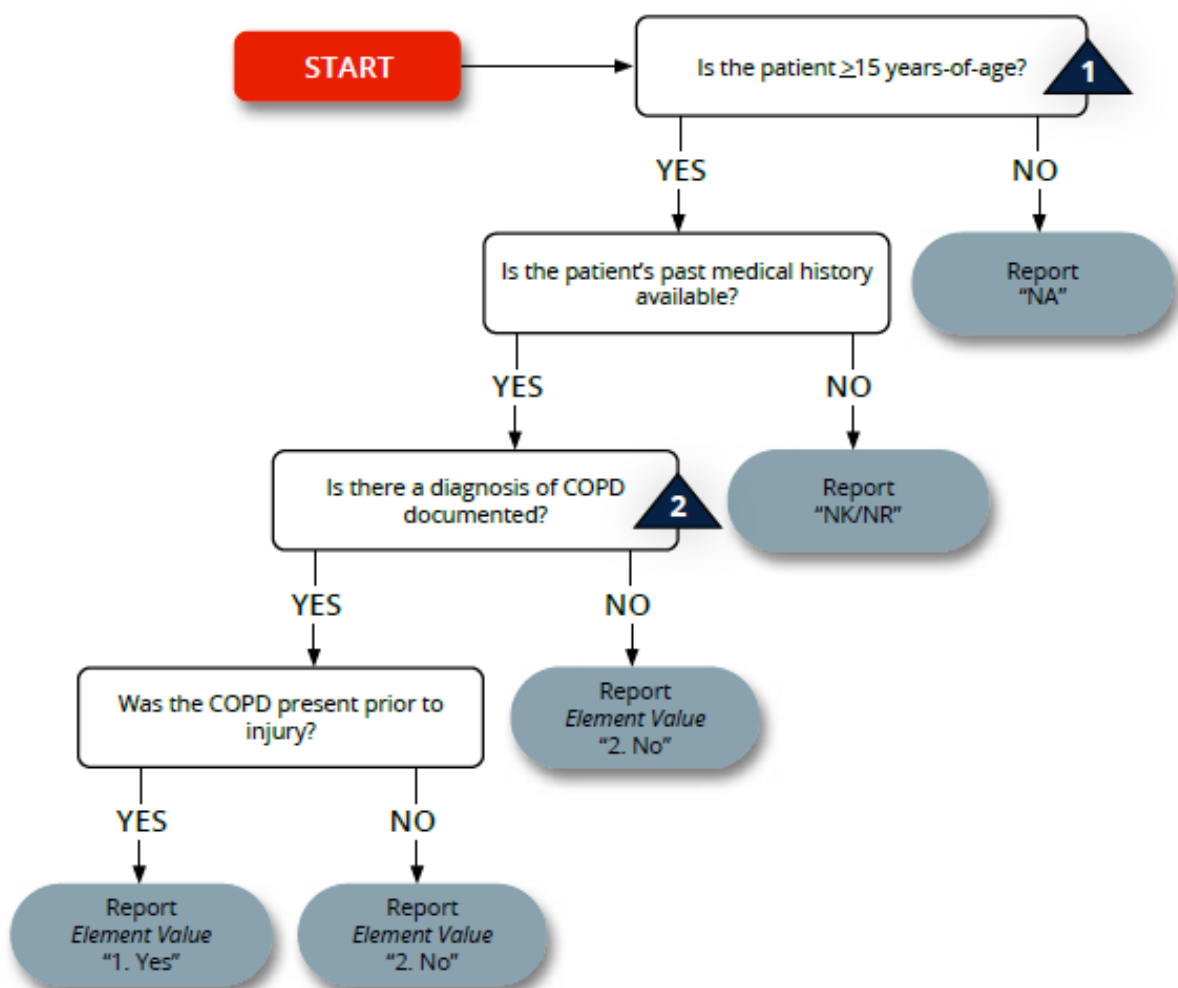 START
Is the patient ≥15 years-of-age?
1
YES
NO
Is the patient's past medical history
available?
Report
"NA"
YES
NO
Is there a diagnosis of COPD
documented?
2
Report
"NK/NR"
YES
NO
Was the COPD present prior to
injury?
Report
Element Value
"2. No"
YES
NO
Report
Element Value
"1. Yes"
Report
Element Value
"2. No"